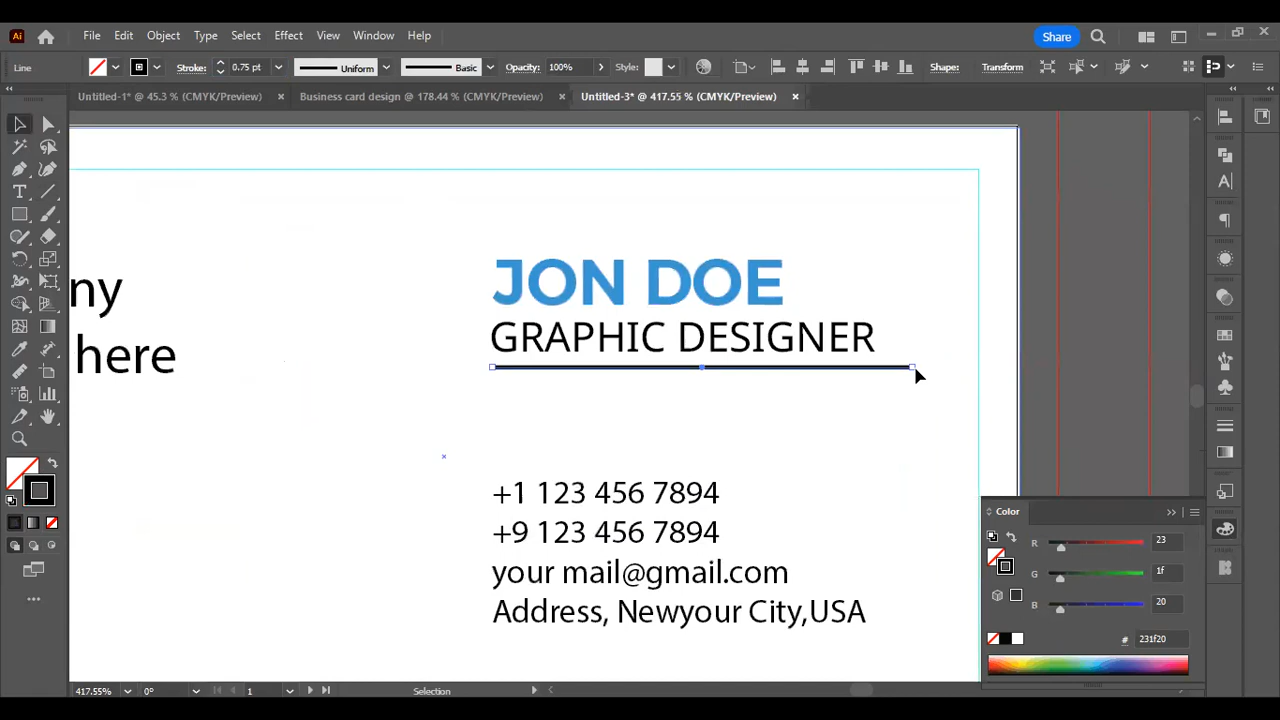 Ai File Edit Object Type Select Effect View Window Help Share
Line Stroke: 0.75 pt Uniform Basic Opacity: 100% Style: Shape: Transform
Untitled-1* @ 45.3 % (CMYK/Preview) × Business card design @ 178.44 % (CMYK/Preview) × Untitled-3* @ 417.55 % (CMYK/Preview) ×
JON DOE
ny
GRAPHIC DESIGNER
here
+1 123 456 7894
+9 123 456 7894
your mail@gmail.com
Address, Newyour City,USA
Color
R 23
G 1f
B 20
# 231f20
417.55% 0° 1 Selection